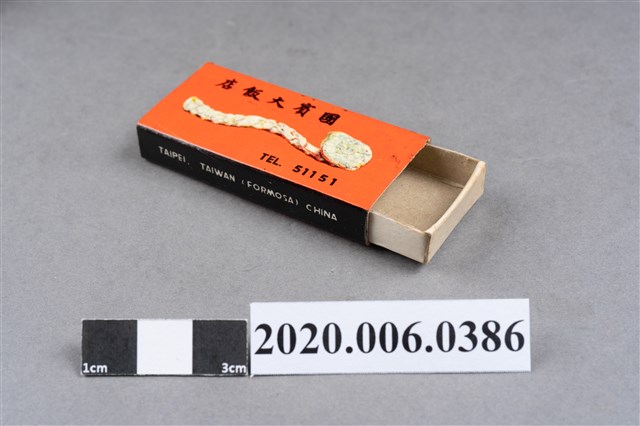 店飯大賓國
TEL. 51151
TAIPEI, TAIWAN (FORMOSA) CHINA
1cm 3cm
2020.006.0386